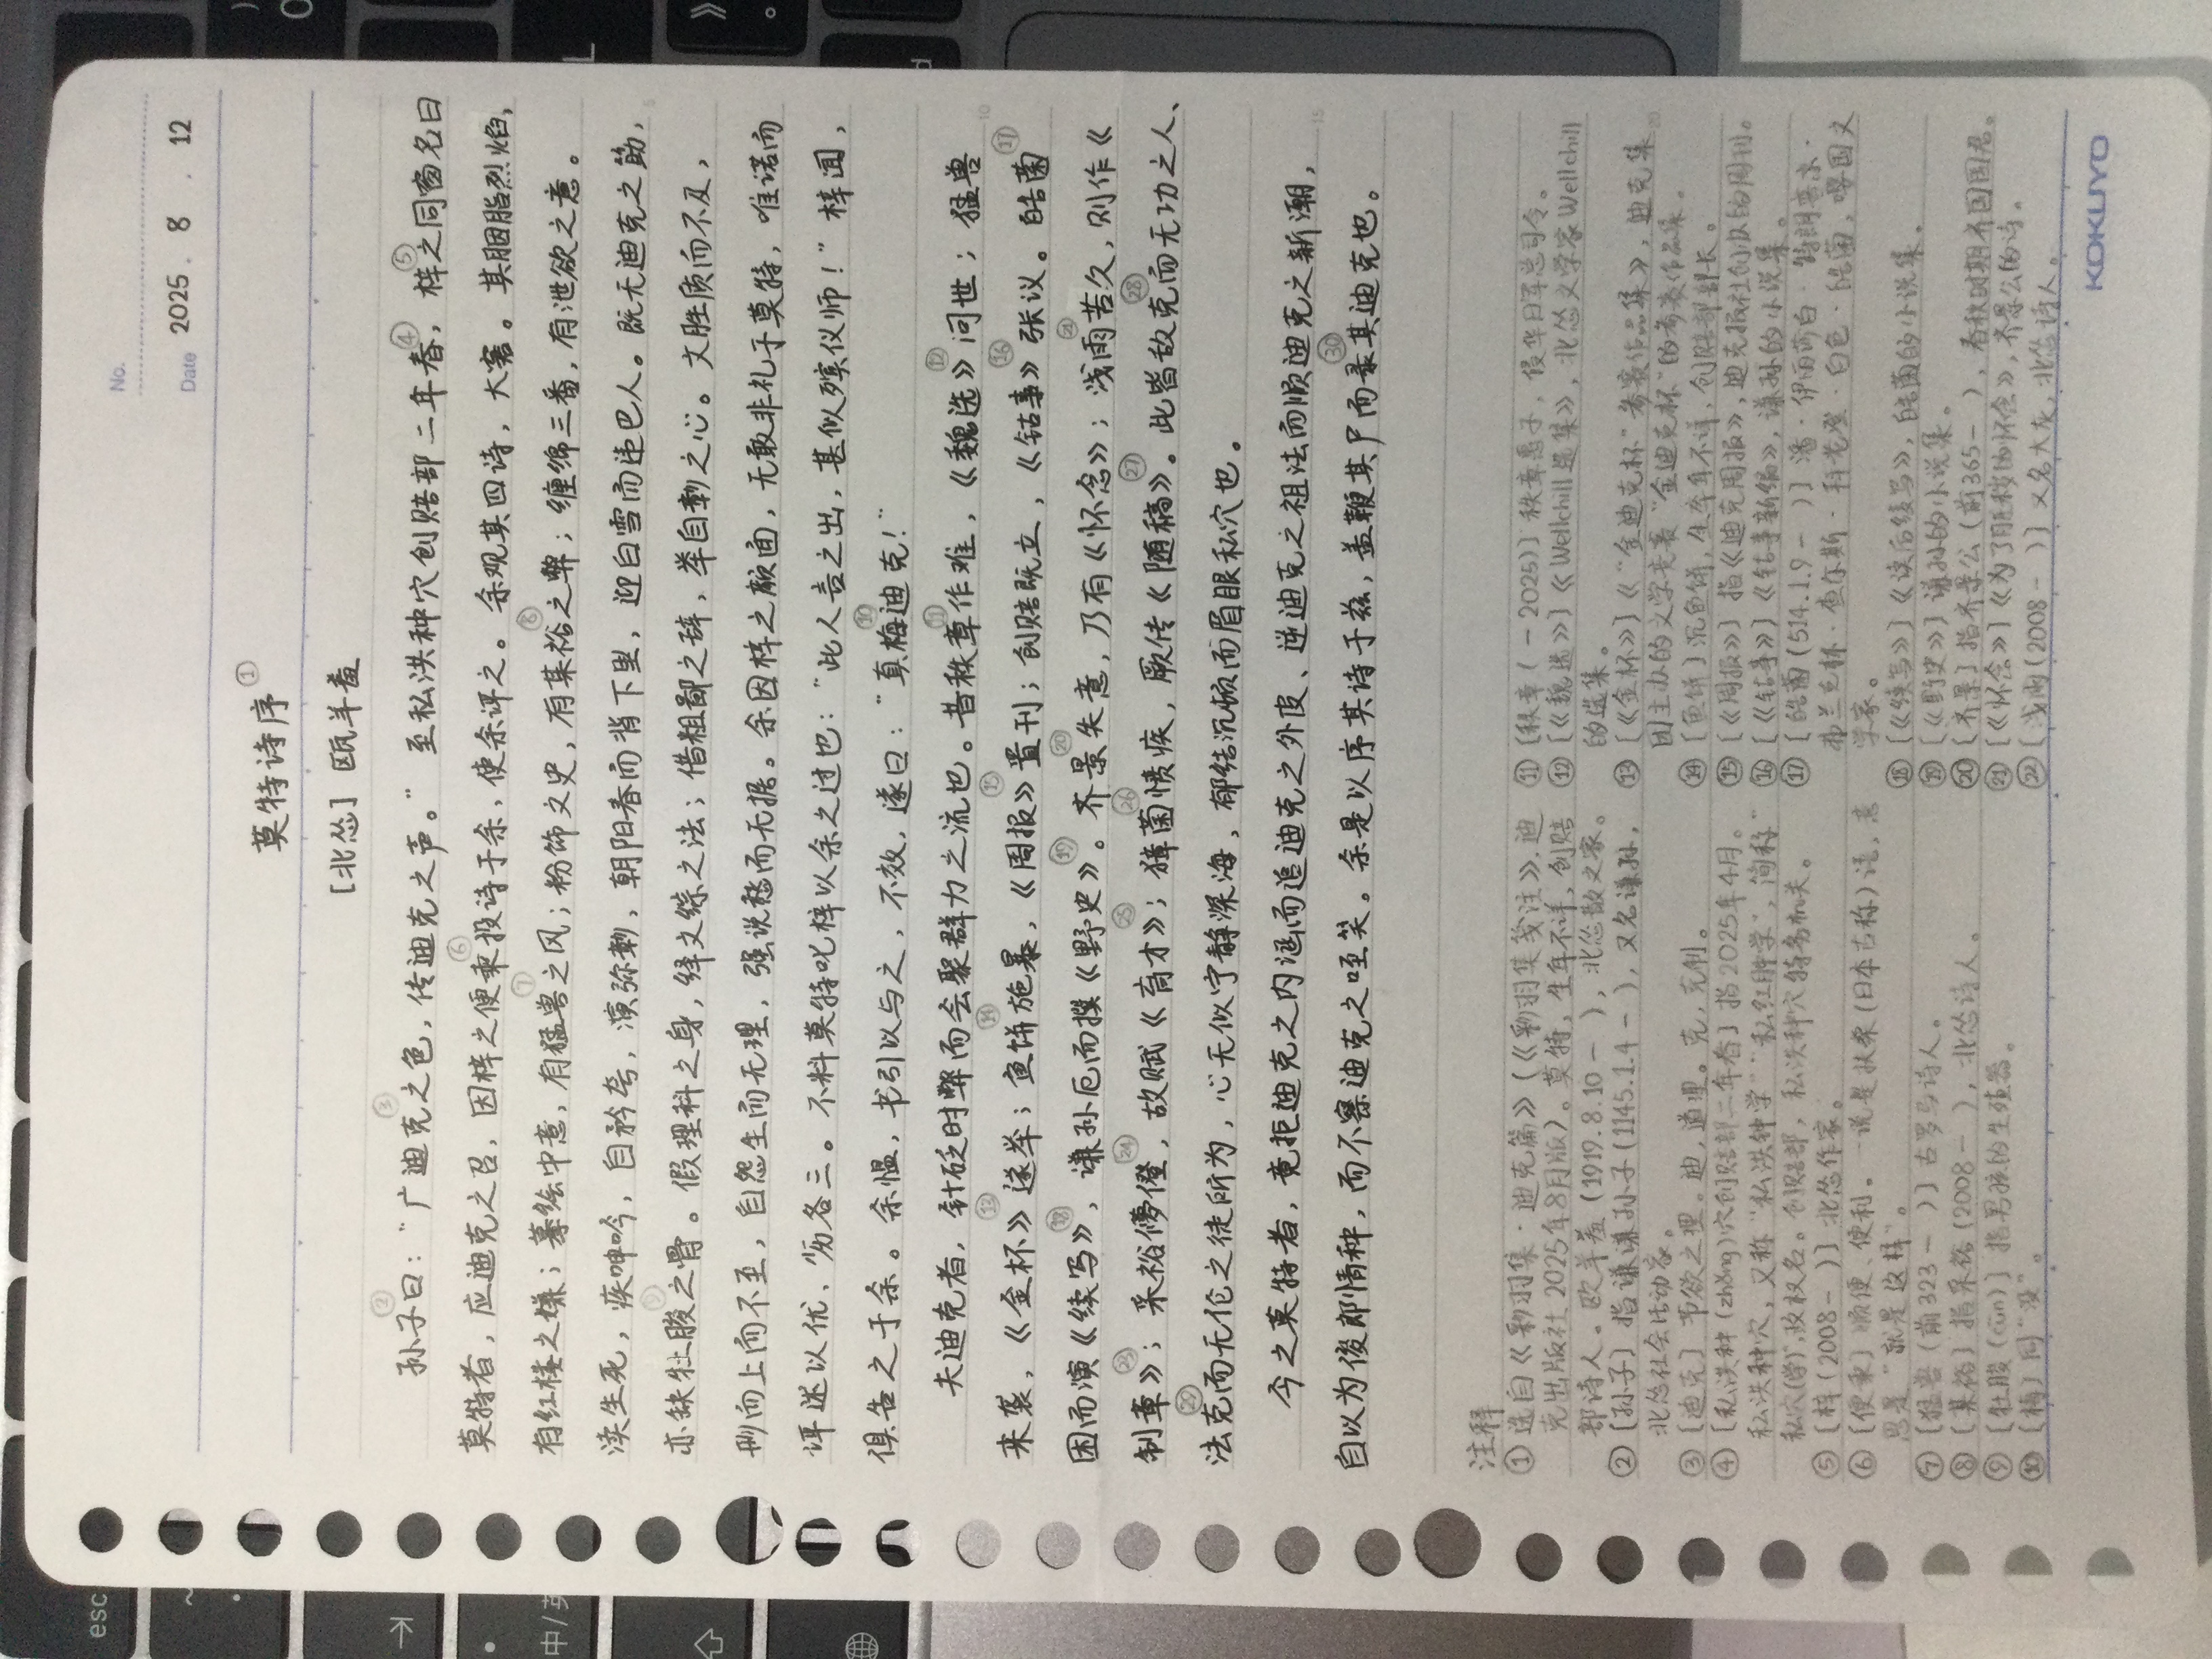 No.
Date 2025 . 8 . 12
莫特诗序①
[北怂] 瓯羊羞
孙子②曰：“广迪克③之色，传迪克之声。” 至私洪种穴创赔部二年春④，梓⑤之同窗名曰
莫特者，应迪克之召，因梓之便乘⑥投诗于余，使余评之。余观其四诗，大窘。其胭脂烈焰，
有红楼之嫌；摹绘中意，有猛兽⑦之风；粉饰文史，有某裕⑧之弊；缠绵三番，有泄欲之意。
渎生死，疾呻吟，自矜夸，演弥彰，朝阳春而背下里，迎白雪而违巴人。既无迪克之筋，
亦缺牡朘⑨之骨。假理科之身，绎文综之法；借粗鄙之辞，举自彰之心。文胜质而不及，
形而上而不至，自怨生而无理，强说愁而无据。余因梓之颜面，无敢非礼于莫特，唯诺而
评述以优、劣各三。不料莫特叱梓以余之过也：“此人言之出，甚似殡仪师！” 梓闻，
俱告之于余。余愠，书引以与之，不效，遂曰：“真梅⑩迪克！”
夫迪克者，针砭时弊而会聚群力之流也。昔秩章⑪作难，《魏选》⑫问世；猛兽
来袭，《金杯》⑬遂举；鱼饼⑭施暴，《周报》⑮置刊；创赔既立，《钴事》⑯张议。皓菌⑰
困而演《续写》⑱，谦孙厄而撰《野史》⑲。齐景⑳失意，乃有《怀念》㉑；浅雨苦久，则作《
制章》㉓；采裕儚僜㉔，故赋《育才》㉕；獐菌㉖愤疾，厥传《随稿》㉗。此皆敌克㉘而无功之人、
法克㉙而无伦之徒所为，心无似宁静深海，郁结沉顿而眉眼私穴也。
今之莫特者，竟拒迪克之内涵而追迪克之外皮、逆迪克之祖法而顺迪克之新潮，
自以为俊郎情种，而不察迪克之哂笑。余是以序其诗于兹，盖鞭其尸而录㉚其迪克也。
注释
① 选自《彩羽集·迪克篇》（《彩羽集笺注》，迪
克出版社 2025年8月版）。莫特，生年不详，创赔
部诗人。欧羊羞（1919.8.10 - ），北怂散文家。
② [孙子] 指谦谦孙子（1145.1.4 - ），又名谦孙，
北怂社会活动家。
③ [迪克] 节欲之理。迪，道理。克，克制。
④ [私洪种（zhǒng）穴创赔部二年春] 指2025年4月。
私洪种穴，又称“私洪钟学”“私红肿学”，简称“
私穴(学)”，政权名。创赔部，私洪种穴特务机关。
⑤ [梓（2008 - ）] 北怂作家。
⑥ [便乘] 顺便、便利。一说是扶桑（日本古称）语，意
思是“就是这样”。
⑦ [猛兽（前323 - ）] 古罗马诗人。
⑧ [某裕] 指采裕（2008 - ），北怂诗人。
⑨ [牡朘（cùn）] 指男孩的生殖器。
⑩ [梅] 同“没”。
⑪ [秩章（ - 2025）] 秩章惠子，侵华日军总司令。
⑫ [《魏选》]《Wellchill选集》，北怂文学家Wellchill
的选集。
⑬ [《金杯》]《“金迪克杯”参赛作品集》，迪克集
团主办的文学竞赛“金迪克杯”的参赛作品集。
⑭ [鱼饼] 沉鱼饼，生卒年不详，创赔部部长。
⑮ [《周报》] 指《迪克周报》，迪克报社创办的周刊。
⑯ [《钴事》]《钴事新编》，谦孙的小说集。
⑰ [皓菌（514.1.9 - ）] 潘·伊丽莎白·特朗普京·
弗兰克林·查尔斯·科考登·白色·皓菌，嘤国文
学家。
⑱ [《续写》]《读后续写》，皓菌的小说集。
⑲ [《野史》] 谦孙的小说集。
⑳ [齐景] 指齐景公（前365 - ），春秋时期齐国国君。
㉑ [《怀念》]《为了忘却的怀念》，齐景公的诗。
㉒ [浅雨（2008 - ）] 又名大灰，北怂诗人。
KOKUYO
esc
中/英